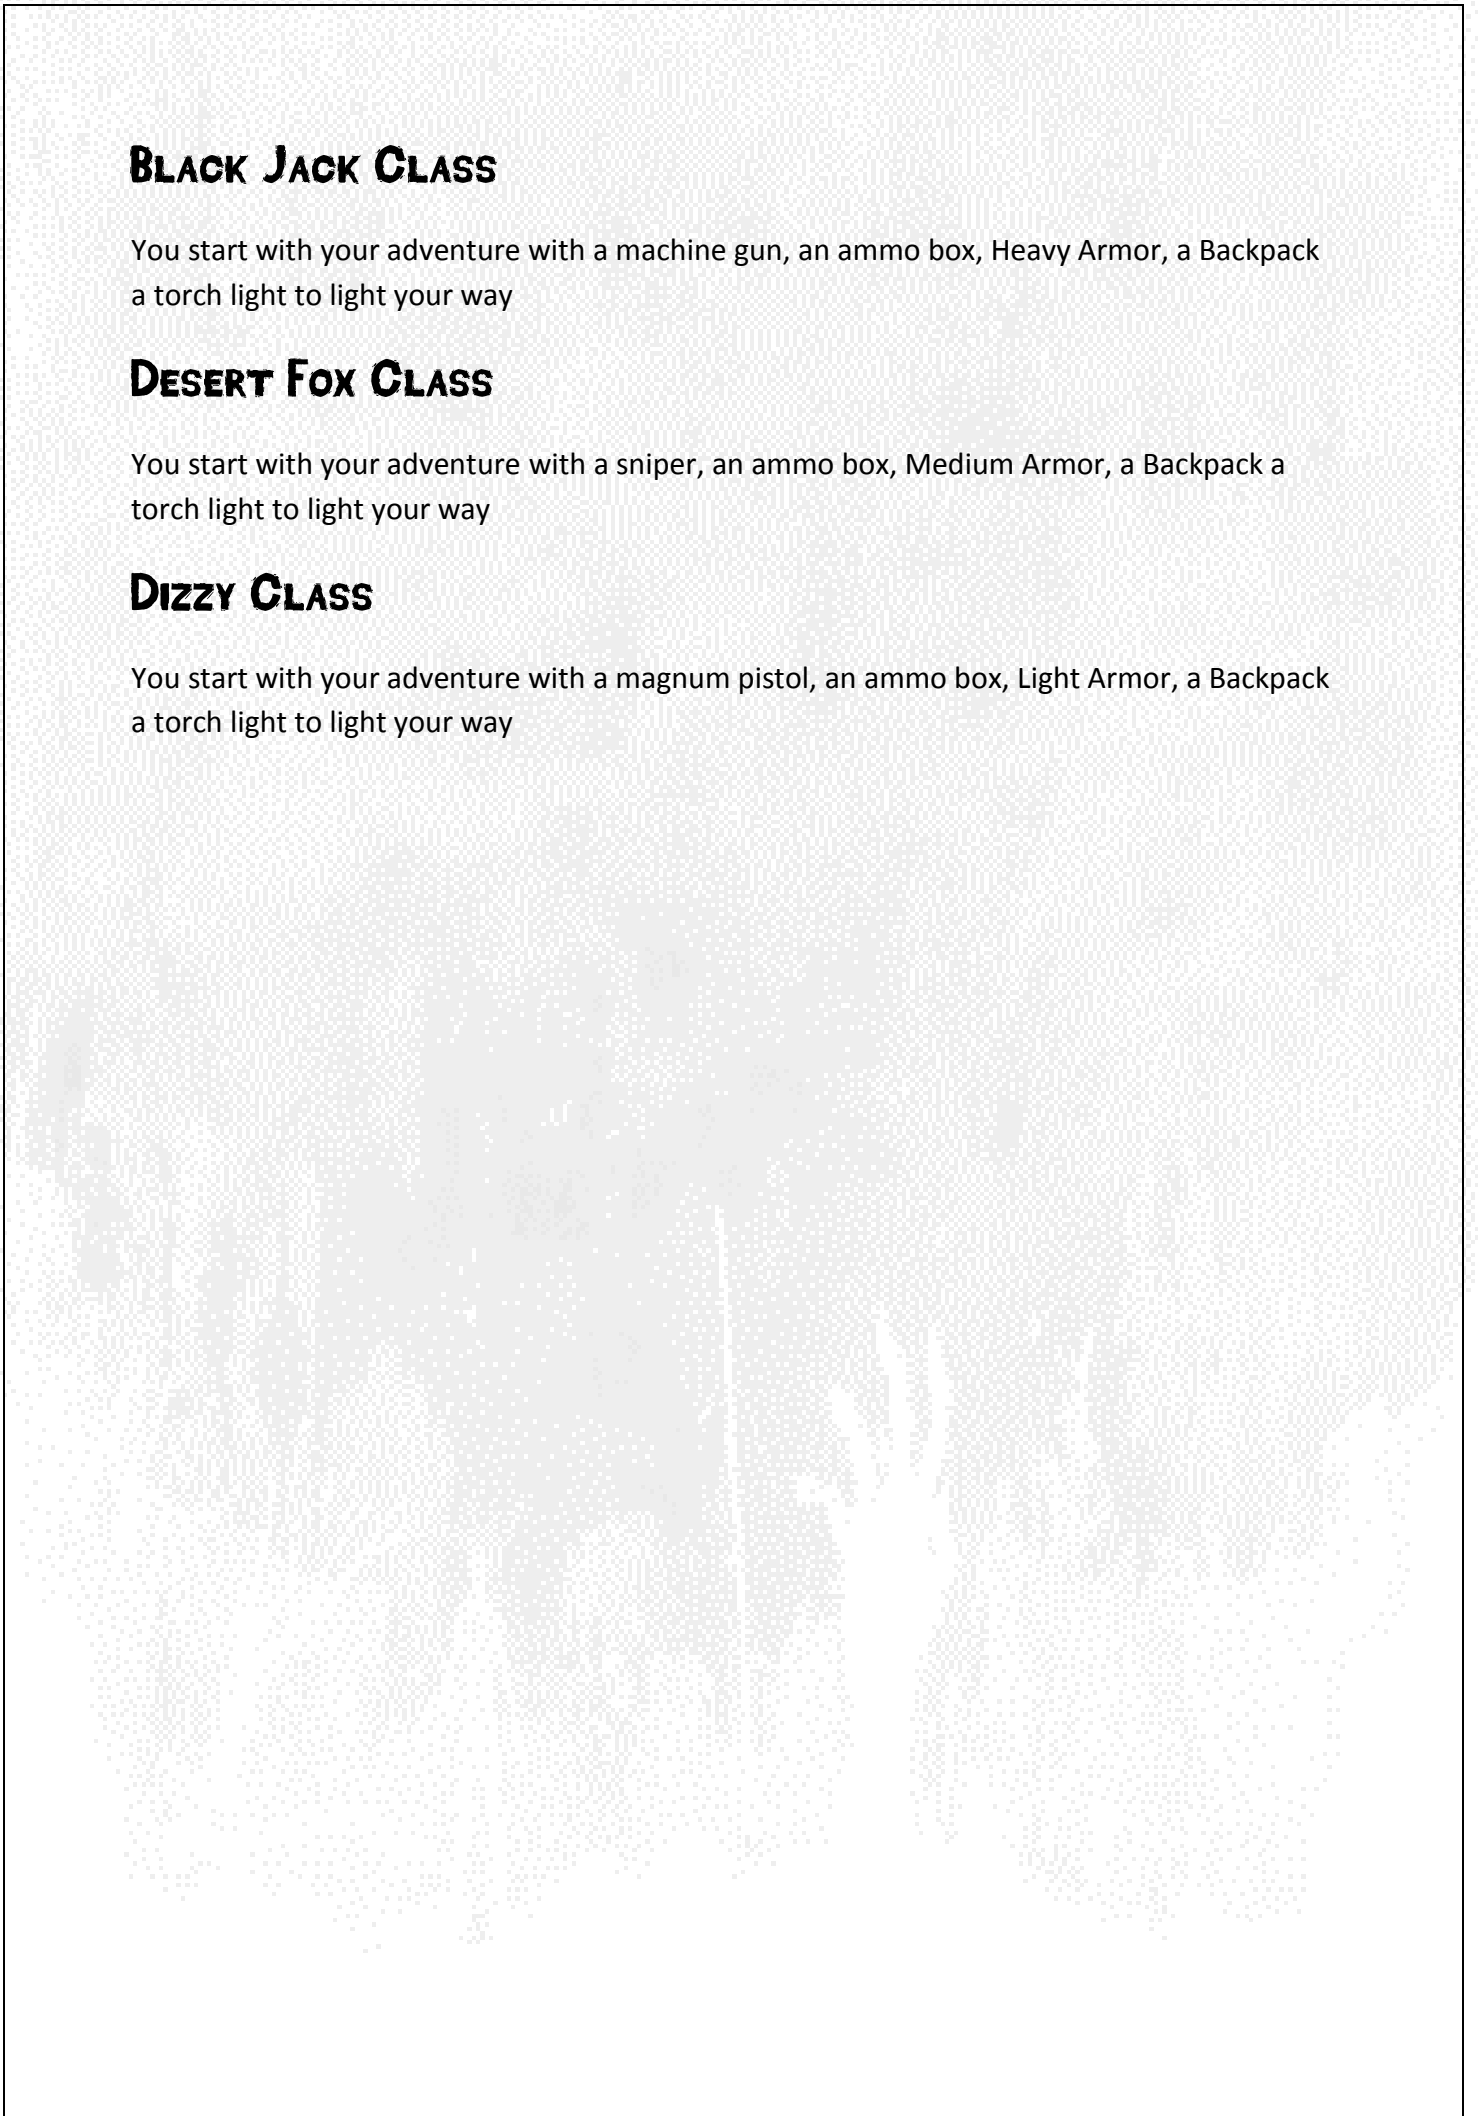 Black Jack Class
You start with your adventure with a machine gun, an ammo box, Heavy Armor, a Backpack
a torch light to light your way
Desert Fox Class
You start with your adventure with a sniper, an ammo box, Medium Armor, a Backpack a
torch light to light your way
Dizzy Class
You start with your adventure with a magnum pistol, an ammo box, Light Armor, a Backpack
a torch light to light your way